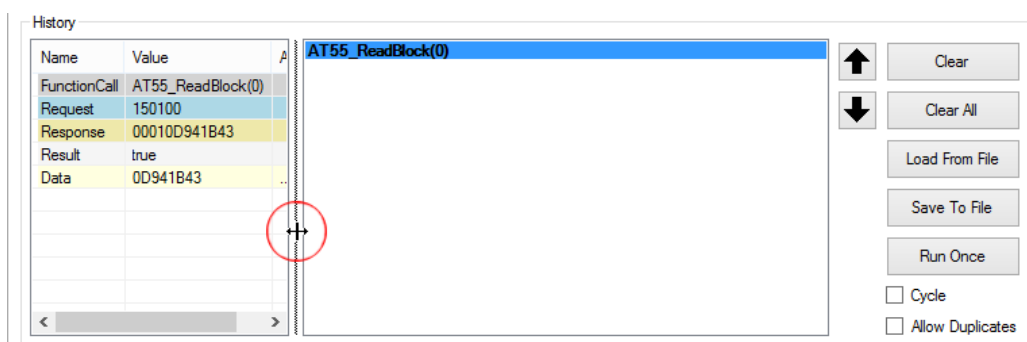 History
Name Value A
FunctionCall AT55_ReadBlock(0)
Request 150100
Response 00010D941B43
Result true
Data 0D941B43 ..
AT55_ReadBlock(0)
Clear
Clear All
Load From File
Save To File
Run Once
Cycle
Allow Duplicates